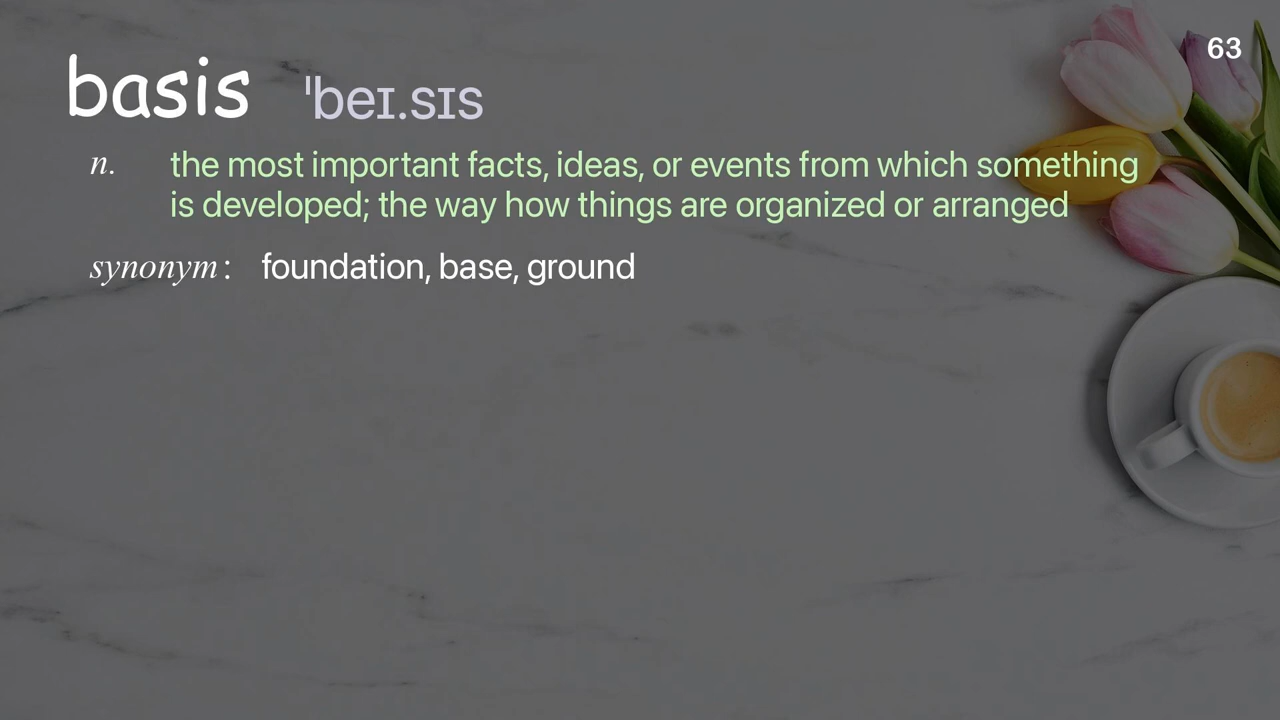 63
basis ˈbeɪ.sɪs
n. the most important facts, ideas, or events from which something
is developed; the way how things are organized or arranged
synonym: foundation, base, ground